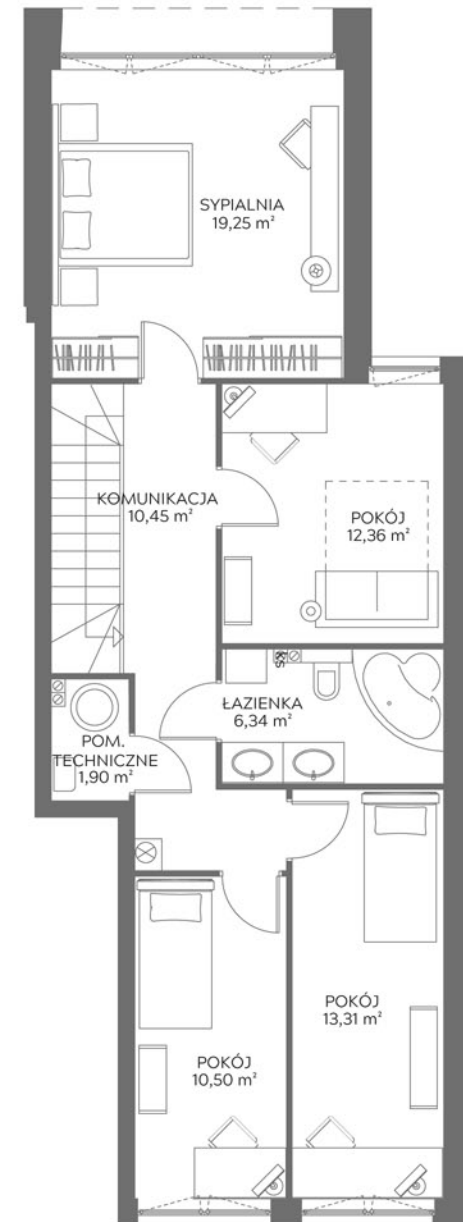 SYPIALNIA
19,25 m²
KOMUNIKACJA
10,45 m²
POKÓJ
12,36 m²
KS
ŁAZIENKA
6,34 m²
POM.
TECHNICZNE
1,90 m²
POKÓJ
13,31 m²
POKÓJ
10,50 m²